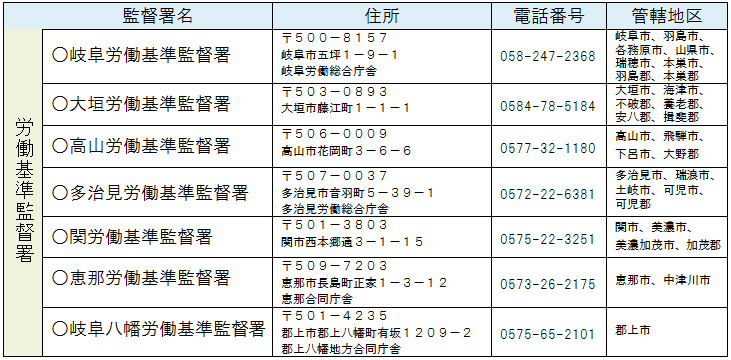 監督署名 住所 電話番号 管轄地区
労働基準監督署
〇岐阜労働基準監督署
〒５００－８１５７
岐阜市五坪１－９－１
岐阜労働総合庁舎
058-247-2368
岐阜市、羽島市、
各務原市、山県市、
瑞穂市、本巣市、
羽島郡、本巣郡
〇大垣労働基準監督署
〒５０３－０８９３
大垣市藤江町１－１－１
0584-78-5184
大垣市、海津市、
不破郡、養老郡、
安八郡、揖斐郡
〇高山労働基準監督署
〒５０６－０００９
高山市花岡町３－６－６
0577-32-1180
高山市、飛騨市、
下呂市、大野郡
〇多治見労働基準監督署
〒５０７－００３７
多治見市音羽町５－３９－１
多治見労働総合庁舎
0572-22-6381
多治見市、瑞浪市、
土岐市、可児市、
可児郡
〇関労働基準監督署
〒５０１－３８０３
関市西本郷通３－１－１５
0575-22-3251
関市、美濃市、
美濃加茂市、加茂郡
〇恵那労働基準監督署
〒５０９－７２０３
恵那市長島町正家１－３－１２
恵那合同庁舎
0573-26-2175
恵那市、中津川市
〇岐阜八幡労働基準監督署
〒５０１－４２３５
郡上市郡上八幡町有坂１２０９－２
郡上八幡地方合同庁舎
0575-65-2101
郡上市